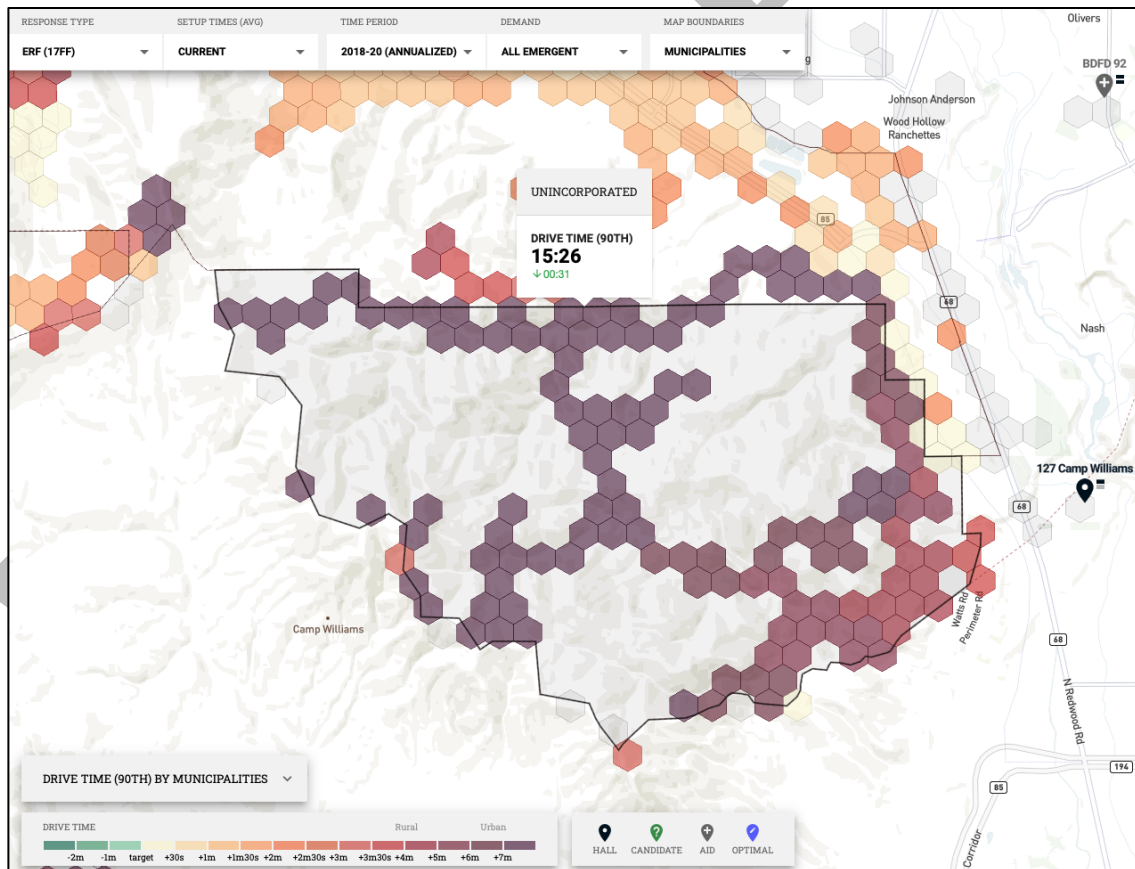 RESPONSE TYPE SETUP TIMES (AVG) TIME PERIOD DEMAND MAP BOUNDARIES
ERF (17FF) CURRENT 2018-20 (ANNUALIZED) ALL EMERGENT MUNICIPALITIES
Olivers
BDFD 92
Johnson Anderson
Wood Hollow
Ranchettes
UNINCORPORATED
DRIVE TIME (90TH)
15:26
↓00:31
85
68
Nash
127 Camp Williams
68
Watts Rd
Perimeter Rd
Camp Williams
68
N Redwood Rd
194
85
Corridor
DRIVE TIME (90TH) BY MUNICIPALITIES
DRIVE TIME Rural Urban
-2m -1m target +30s +1m +1m30s +2m +2m30s +3m +3m30s +4m +5m +6m +7m
HALL CANDIDATE AID OPTIMAL